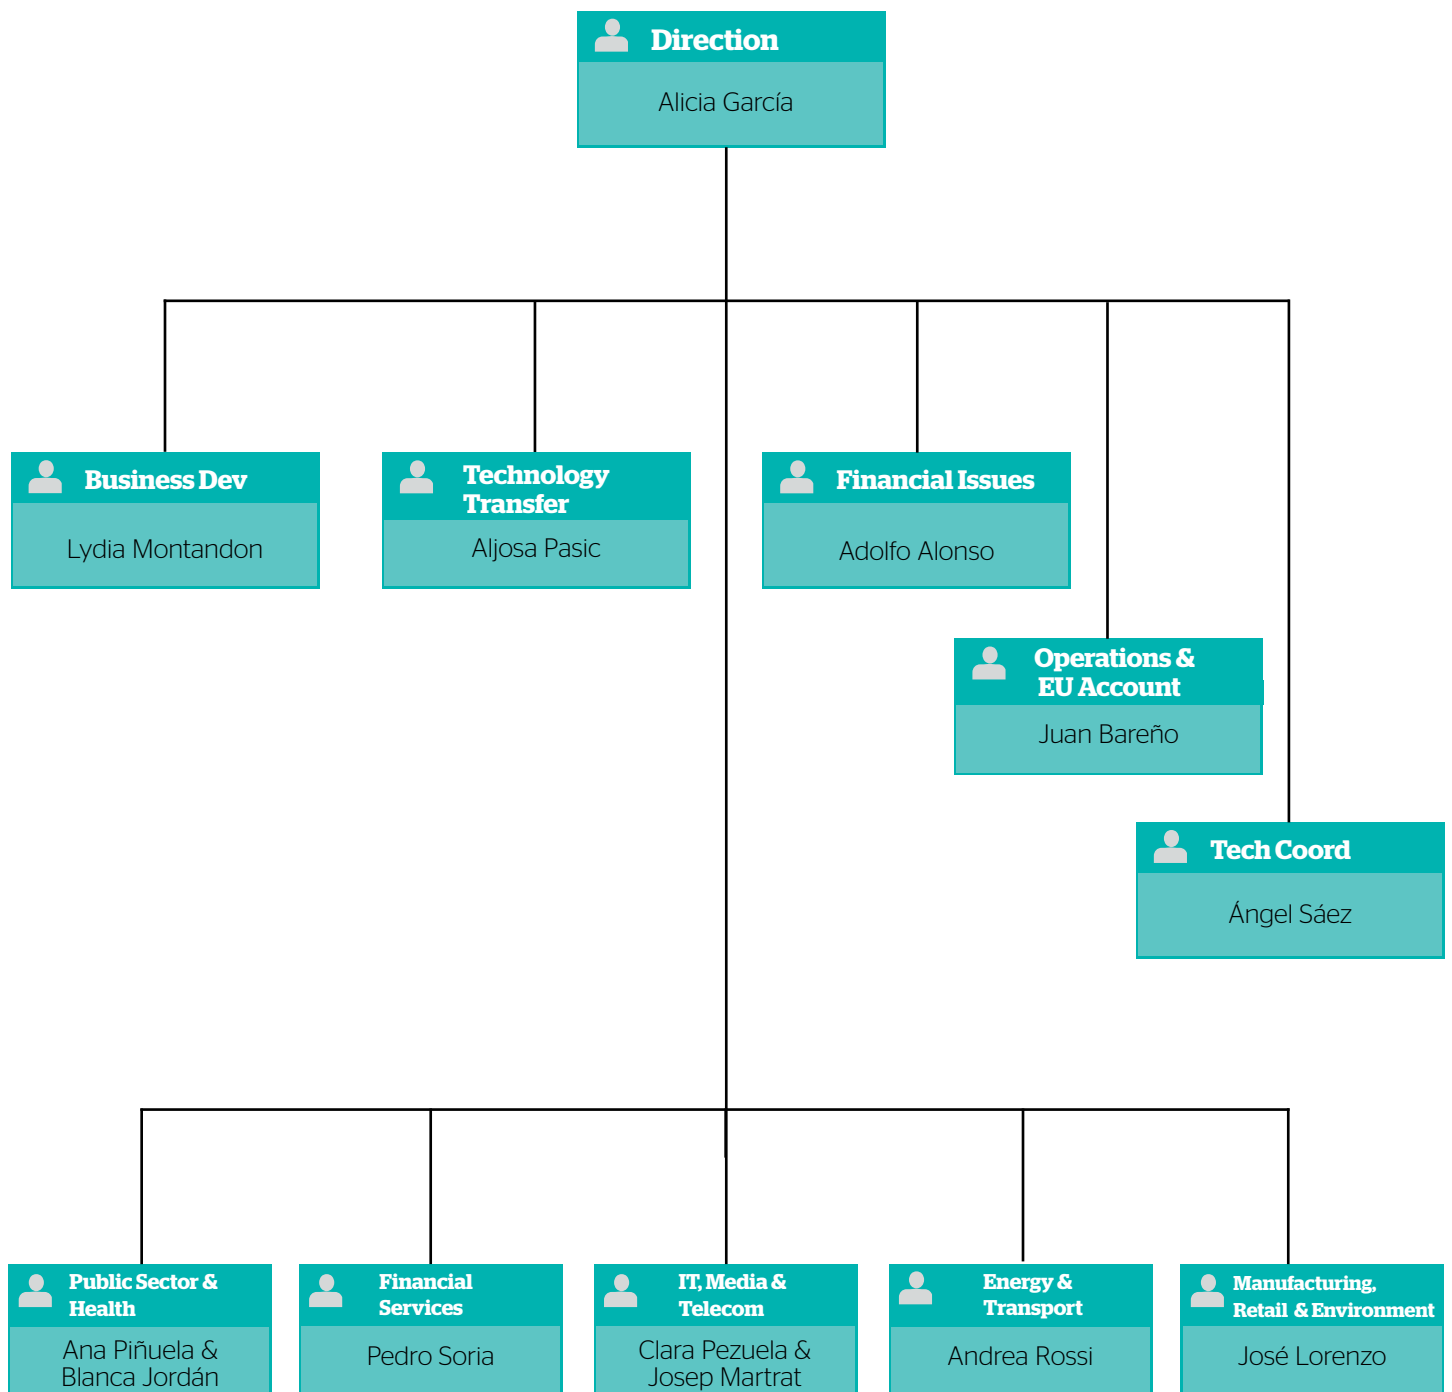 Direction
Alicia García
Business Dev
Lydia Montandon
Technology
Transfer
Aljosa Pasic
Financial Issues
Adolfo Alonso
Operations &
EU Account
Juan Bareño
Tech Coord
Ángel Sáez
Public Sector &
Health
Ana Piñuela &
Blanca Jordán
Financial
Services
Pedro Soria
IT, Media &
Telecom
Clara Pezuela &
Josep Martrat
Energy &
Transport
Andrea Rossi
Manufacturing,
Retail & Environment
José Lorenzo